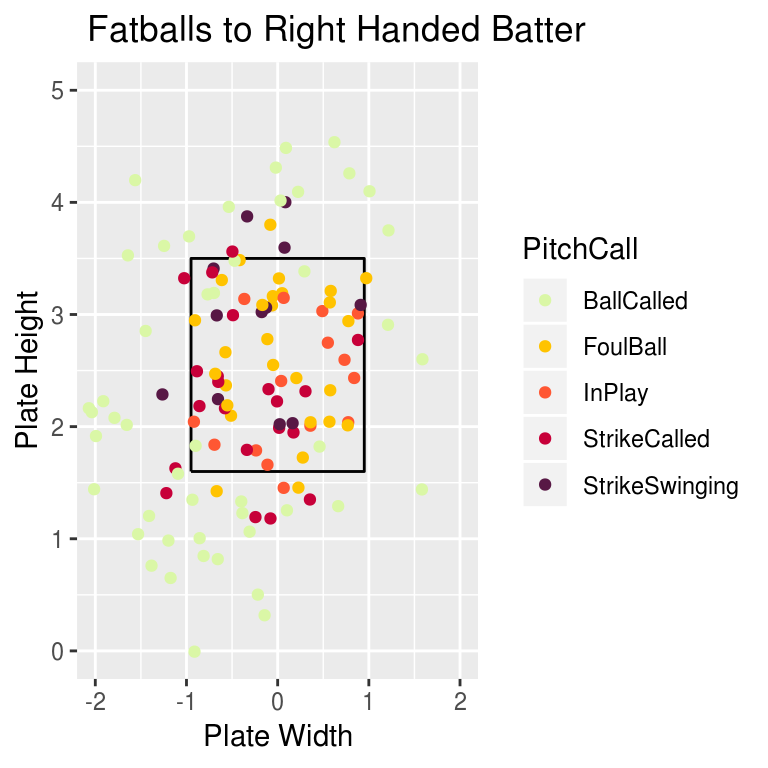 Fatballs to Right Handed Batter
5
4
3
2
1
0
-2 -1 0 1 2
Plate Height
Plate Width
PitchCall
BallCalled
FoulBall
InPlay
StrikeCalled
StrikeSwinging